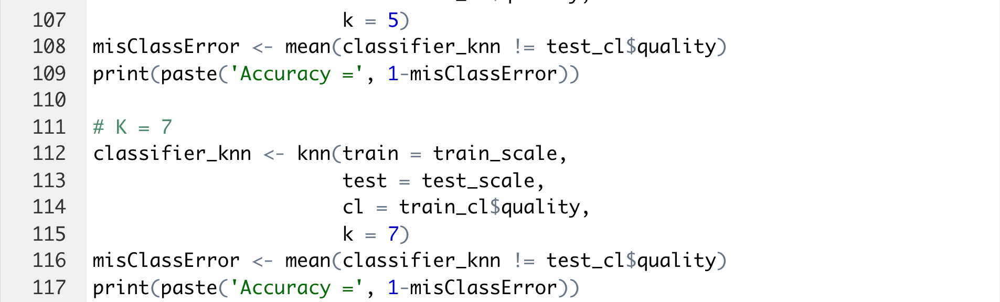 107                         k = 5)
108 misClassError <- mean(classifier_knn != test_cl$quality)
109 print(paste('Accuracy =', 1-misClassError))
110
111 # K = 7
112 classifier_knn <- knn(train = train_scale,
113                       test = test_scale,
114                       cl = train_cl$quality,
115                       k = 7)
116 misClassError <- mean(classifier_knn != test_cl$quality)
117 print(paste('Accuracy =', 1-misClassError))